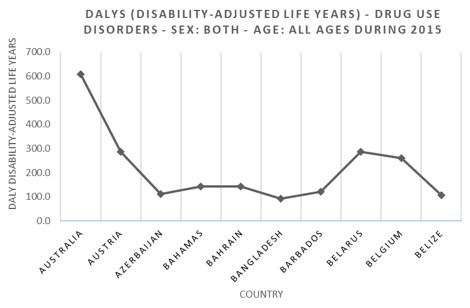 DALYS (DISABILITY-ADJUSTED LIFE YEARS) - DRUG USE
DISORDERS - SEX: BOTH - AGE: ALL AGES DURING 2015
DALY DISABILITY-ADJUSTED LIFE YEARS
700.0
600.0
500.0
400.0
300.0
200.0
100.0
0.0
AUSTRALIA
AUSTRIA
AZERBAIJAN
BAHAMAS
BAHRAIN
BANGLADESH
BARBADOS
BELARUS
BELGIUM
BELIZE
COUNTRY